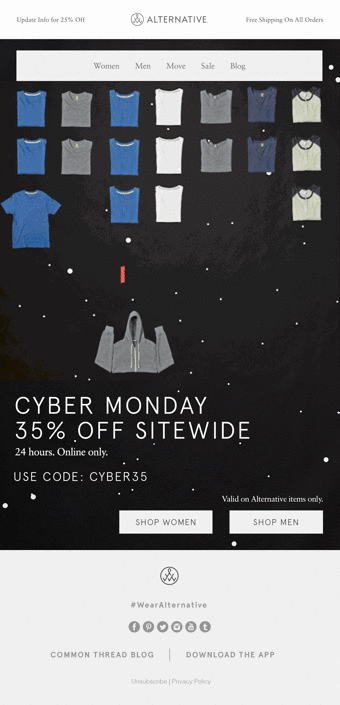 Update Info for 25% Off
ALTERNATIVE
Free Shipping On All Orders
Women Men Move Sale Blog
CYBER MONDAY
35% OFF SITEWIDE
24 hours. Online only.
USE CODE: CYBER35
Valid on Alternative items only.
SHOP WOMEN SHOP MEN
#WearAlternative
COMMON THREAD BLOG DOWNLOAD THE APP
Unsubscribe | Privacy Policy